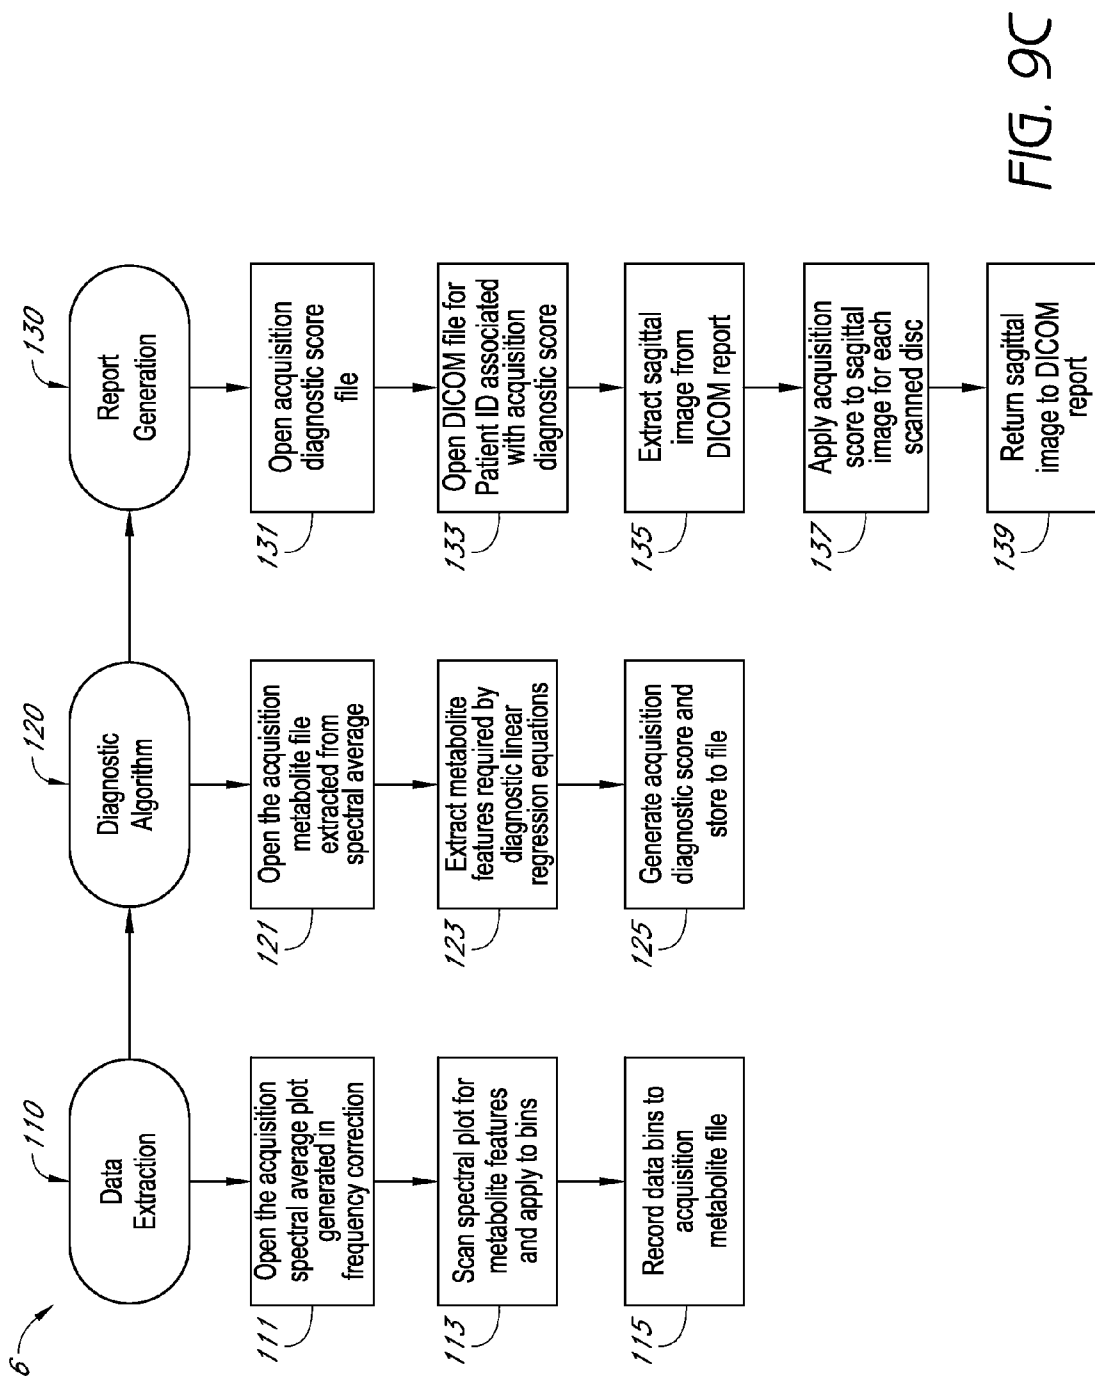 6
110
Data
Extraction
111
Open the acquisition
spectral average plot
generated in
frequency correction
113
Scan spectral plot for
metabolite features
and apply to bins
115
Record data bins to
acquisition
metabolite file
120
Diagnostic
Algorithm
121
Open the acquisition
metabolite file
extracted from
spectral average
123
Extract metabolite
features required by
diagnostic linear
regression equations
125
Generate acquisition
diagnostic score and
store to file
130
Report
Generation
131
Open acquisition
diagnostic score
file
133
Open DICOM file for
Patient ID associated
with acquisition
diagnostic score
135
Extract sagittal
image from
DICOM report
137
Apply acquisition
score to sagittal
image for each
scanned disc
139
Return sagittal
image to DICOM
report
FIG. 9C